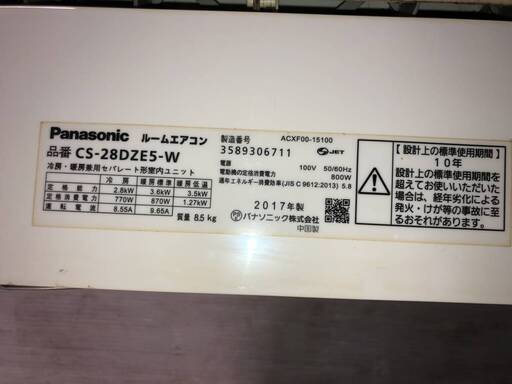 Panasonic ルームエアコン
品番 CS-28DZE5-W
冷房・暖房兼用セパレート形室内ユニット
冷房 暖房標準 暖房低温
定格能力 2.8kW 3.6kW 3.5kW
定格消費電力 770W 870W 1.27kW
運転電流 8.55A 9.65A
質量 8.5kg
製造番号 ACXF00-15100
3589306711 JET
電源 100V 50/60Hz
電動機の定格消費電力 800W
通年エネルギー消費効率(JIS C 9612:2013) 5.8
2017年製
パナソニック株式会社
中国製
【設計上の標準使用期間】
10年
設計上の標準使用期間を
超えてお使いいただいた
場合は、経年劣化による
発火・けが等の事故に至
るおそれがあります。